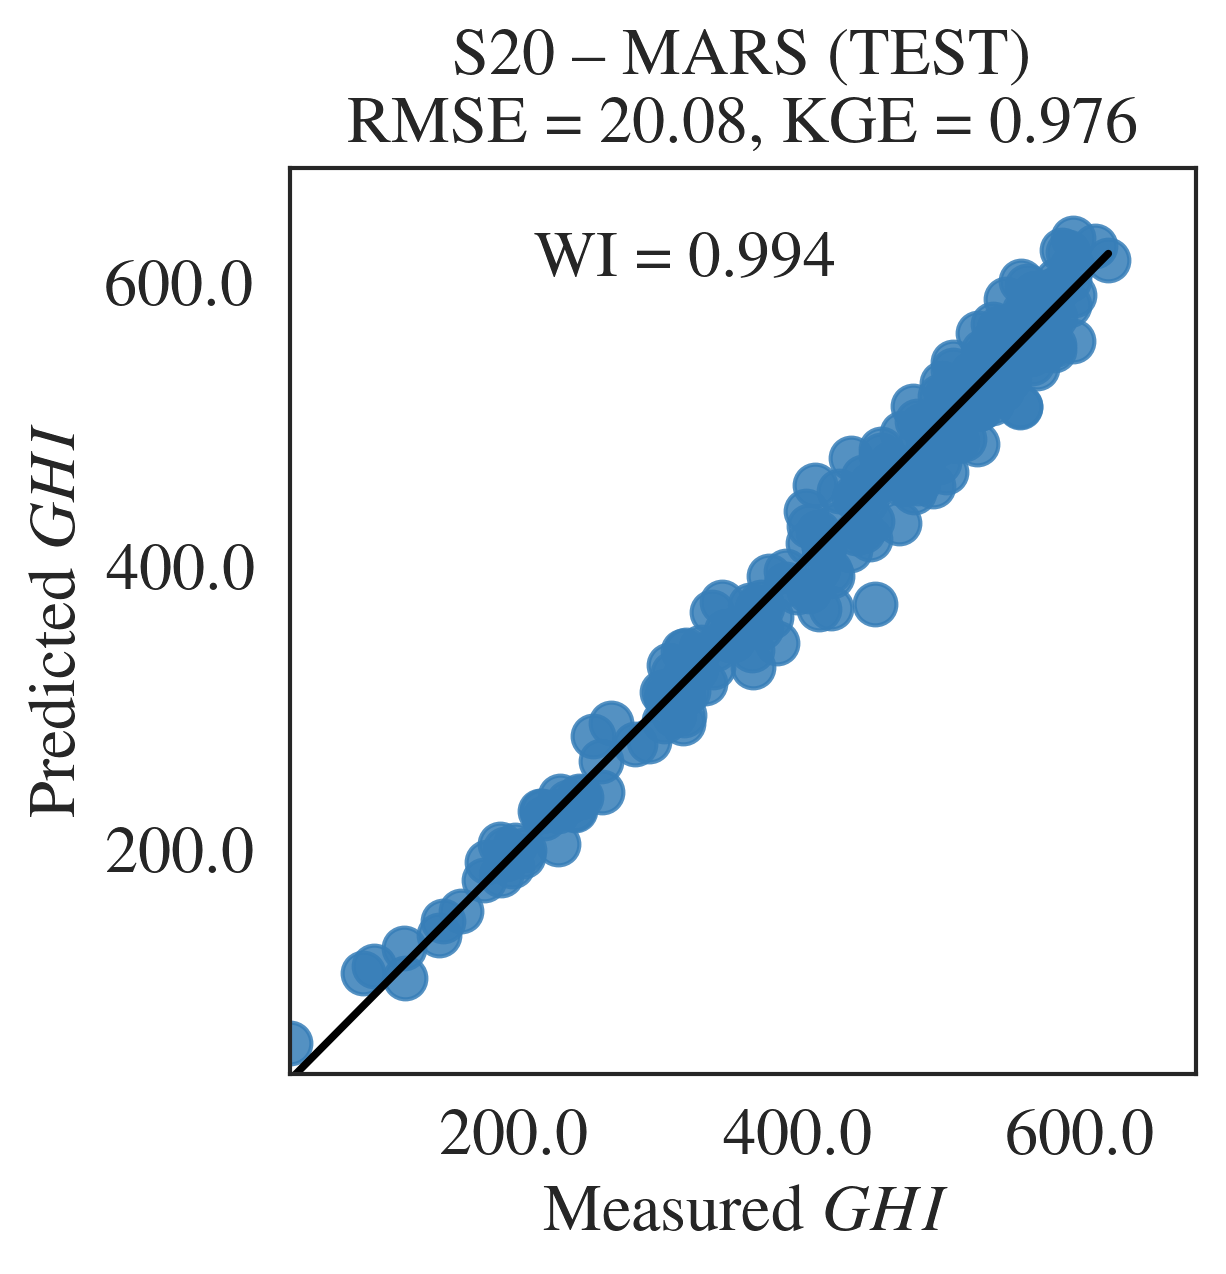 S20 – MARS (TEST)
RMSE = 20.08, KGE = 0.976
WI = 0.994
600.0
400.0
200.0
Predicted GHI
200.0 400.0 600.0
Measured GHI